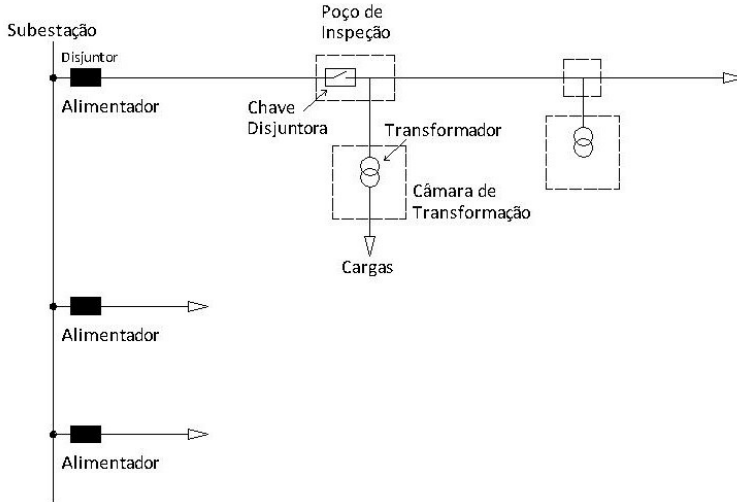 Subestação
Disjuntor
Alimentador
Poço de
Inspeção
Chave
Disjuntora
Transformador
Câmara de
Transformação
Cargas
Alimentador
Alimentador